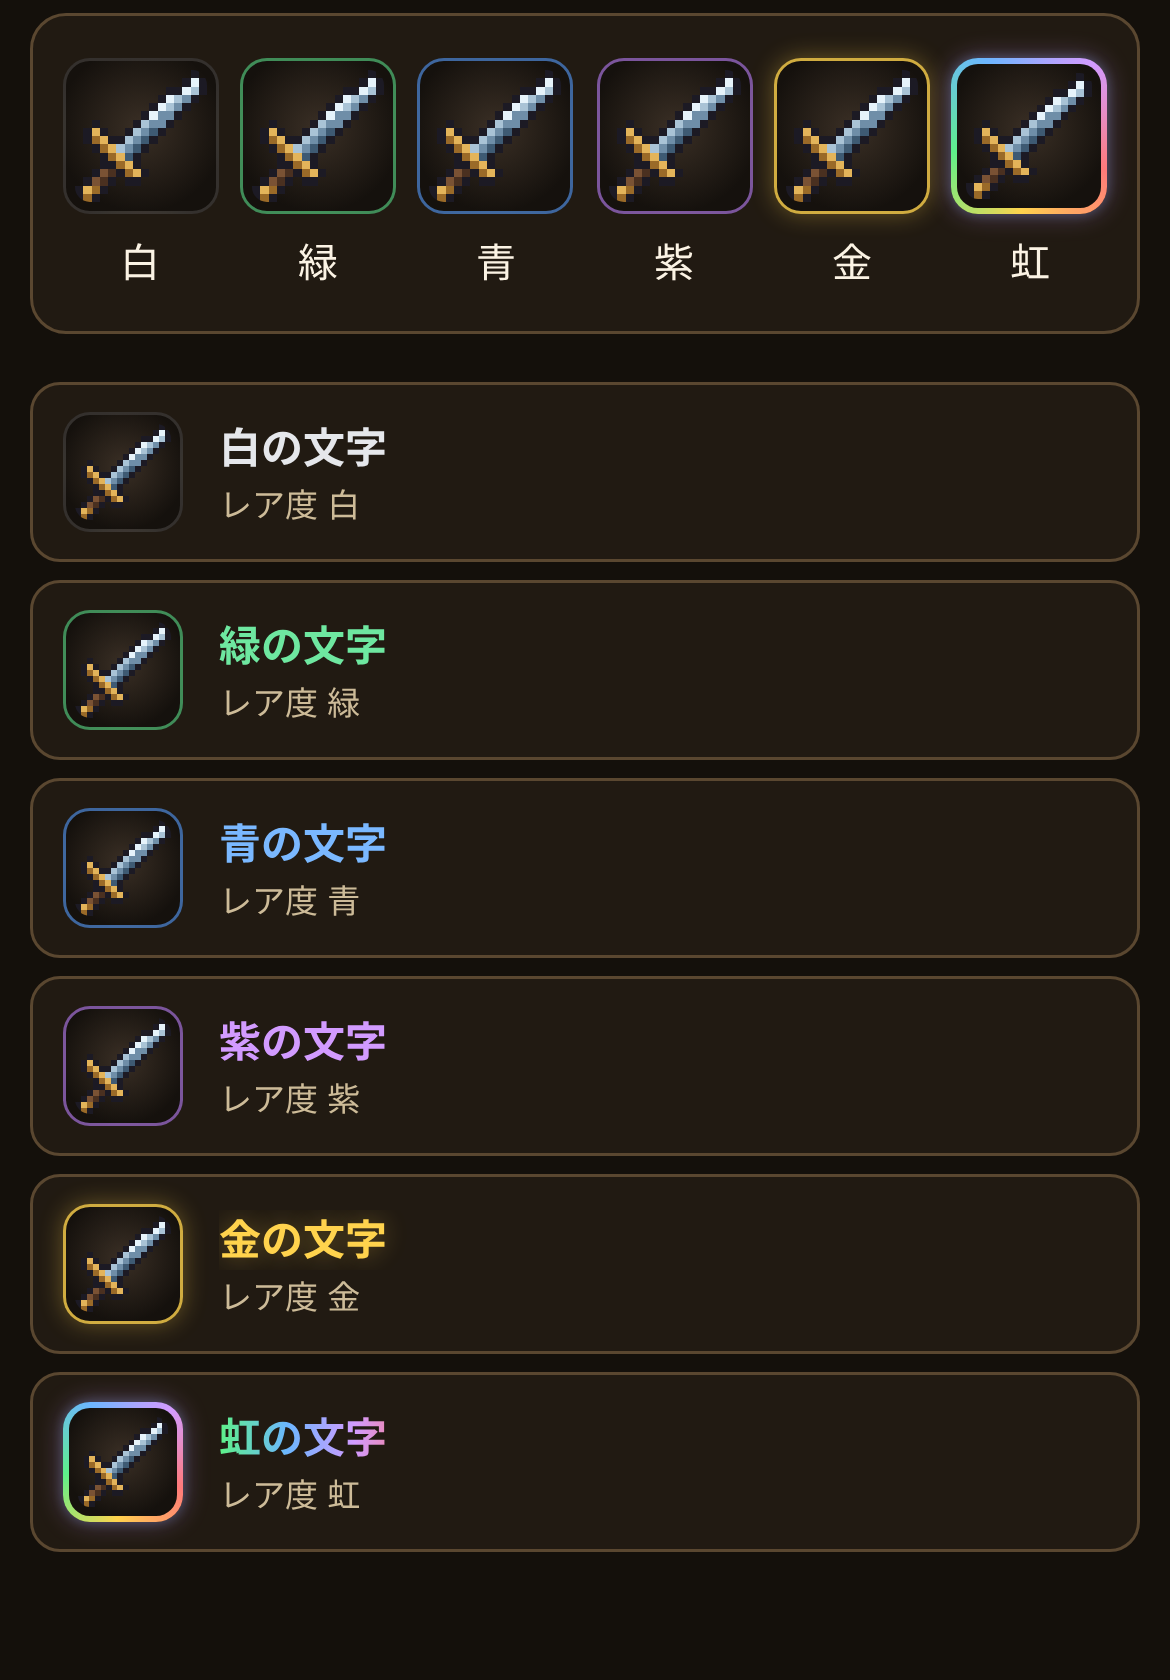 白 緑 青 紫 金 虹
白の文字
レア度 白
緑の文字
レア度 緑
青の文字
レア度 青
紫の文字
レア度 紫
金の文字
レア度 金
虹の文字
レア度 虹